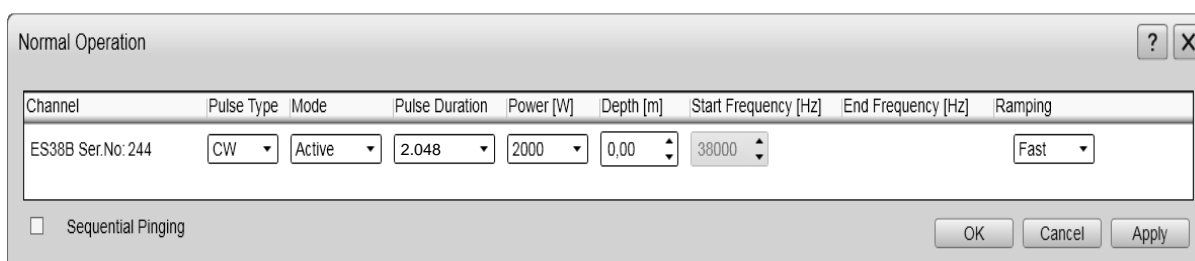 Normal Operation ? X
Channel Pulse Type Mode Pulse Duration Power [W] Depth [m] Start Frequency [Hz] End Frequency [Hz] Ramping
ES38B Ser.No: 244 CW Active 2.048 2000 0,00 38000 Fast
Sequential Pinging OK Cancel Apply